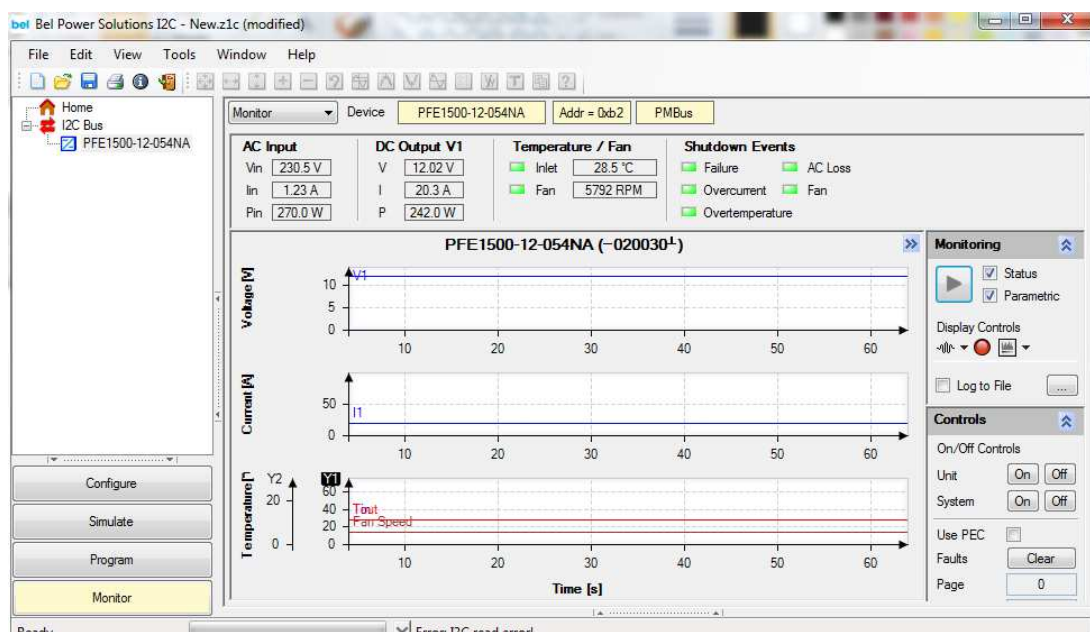 bel Bel Power Solutions I2C - New.z1c (modified)
File Edit View Tools Window Help
Home
I2C Bus
PFE1500-12-054NA
Monitor Device PFE1500-12-054NA Addr = 0xb2 PMBus
AC Input DC Output V1 Temperature / Fan Shutdown Events
Vin 230.5 V V 12.02 V Inlet 28.5 °C Failure AC Loss
Iin 1.23 A I 20.3 A Fan 5792 RPM Overcurrent Fan
Pin 270.0 W P 242.0 W Overtemperature
PFE1500-12-054NA (−020030┴)
Voltage [V]
V1
10
5
0
10 20 30 40 50 60
Current [A]
50
I1
0
10 20 30 40 50 60
Temperature [
Y2 Y1
20
0
60
40
20
0
Fan Speed
10 20 30 40 50 60
Time [s]
Monitoring
Status
Parametric
Display Controls
Log to File ...
Controls
On/Off Controls
Unit On Off
System On Off
Use PEC
Faults Clear
Page 0
Configure
Simulate
Program
Monitor
Ready
Error: I2C read error!